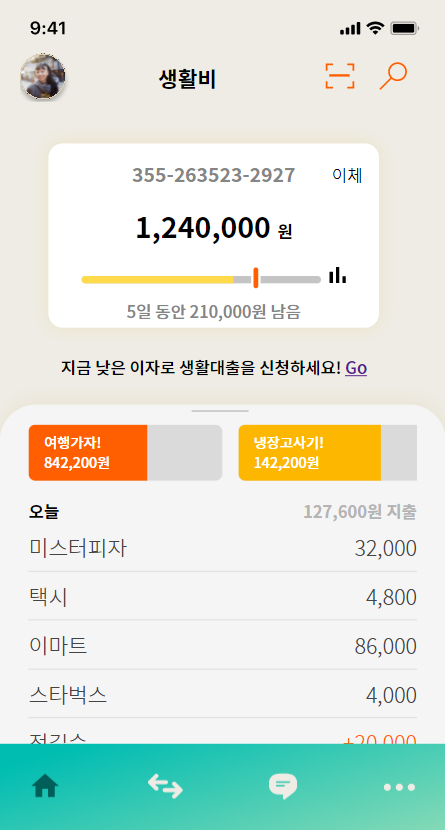 9:41
생활비
355-263523-2927 이체
1,240,000 원
5일 동안 210,000원 남음
지금 낮은 이자로 생활대출을 신청하세요! Go
여행가자!
842,200원
냉장고사기!
142,200원
오늘 127,600원 지출
미스터피자 32,000
택시 4,800
이마트 86,000
스타벅스 4,000
+20,000